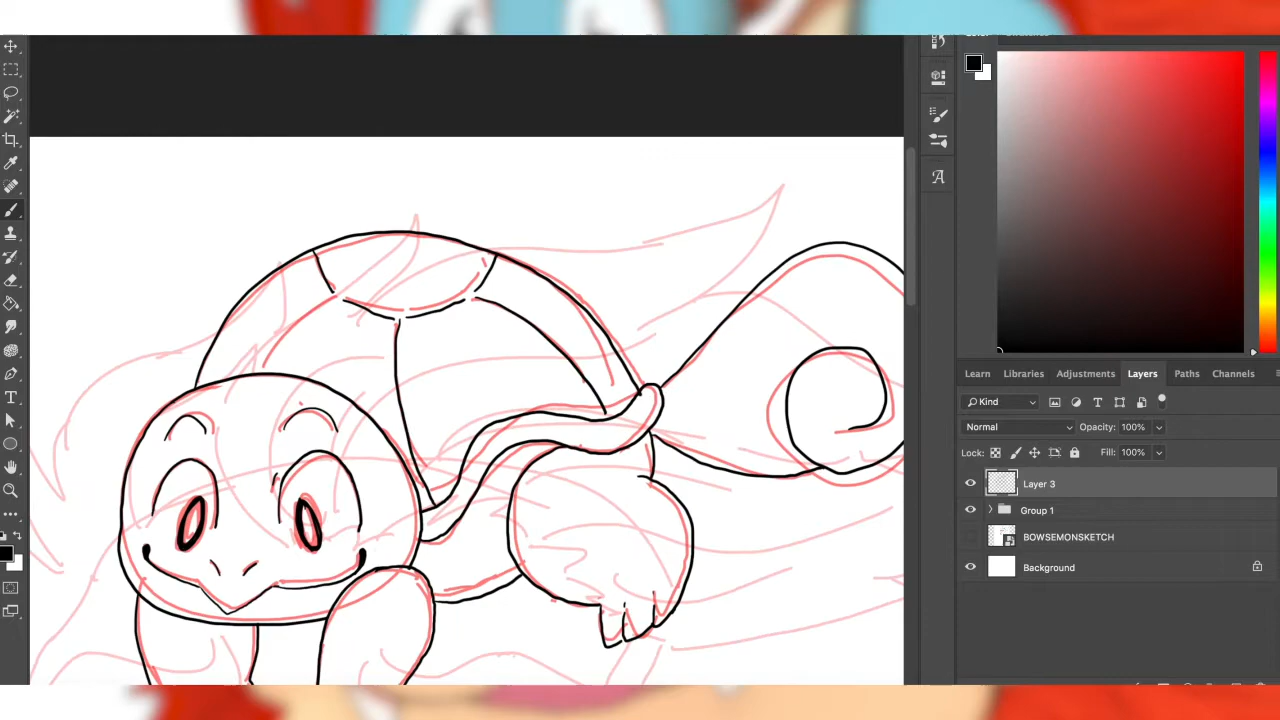 Learn Libraries Adjustments Layers Paths Channels
Kind
Normal Opacity: 100%
Lock: Fill: 100%
Layer 3
Group 1
BOWSEMONSKETCH
Background